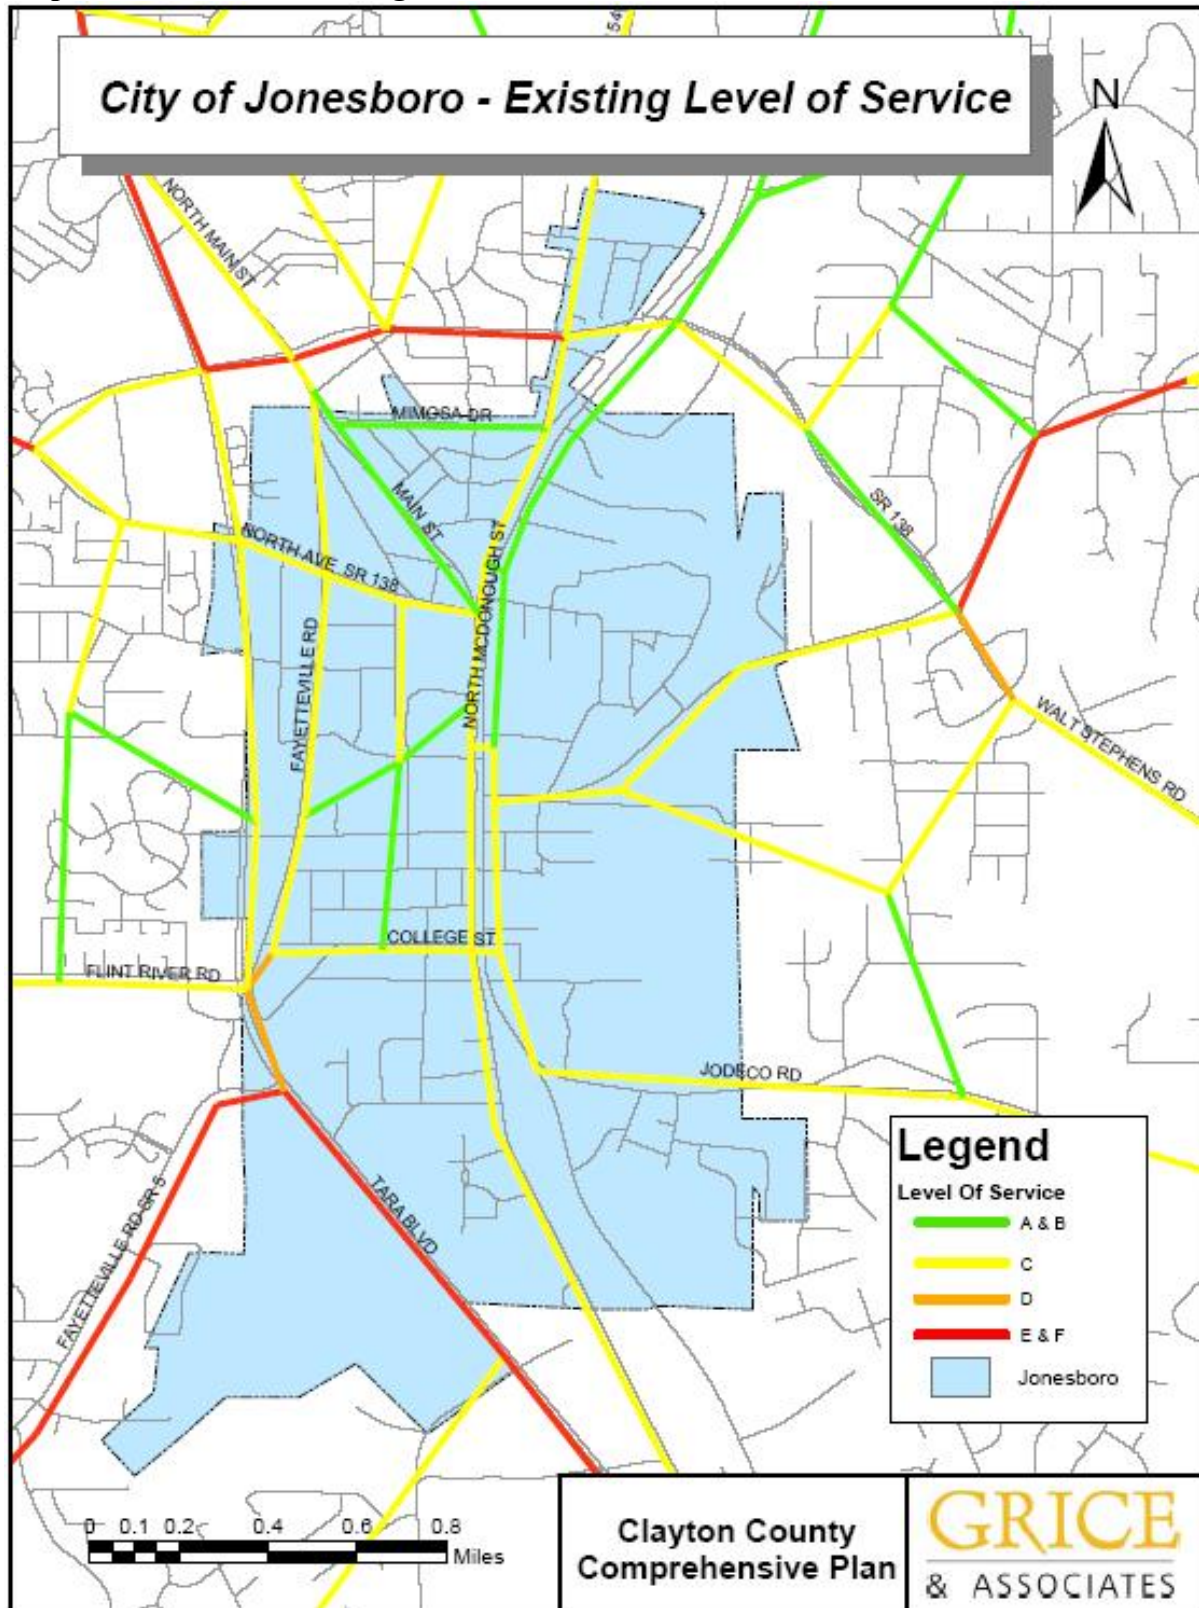 54
City of Jonesboro - Existing Level of Service
N
NORTH MAIN ST
MIMOSA DR
MAIN ST
SR 138
NORTH AVE SR 138
NORTH MCDONOUGH ST
FAYETTEVILLE RD
WALT STEPHENS RD
COLLEGE ST
FLINT RIVER RD
JODECO RD
FAYETTEVILLE RD SR 5
TARA BLVD
Legend
Level Of Service
A & B
C
D
E & F
Jonesboro
0 0.1 0.2 0.4 0.6 0.8
Miles
Clayton County
Comprehensive Plan
GRICE
& ASSOCIATES